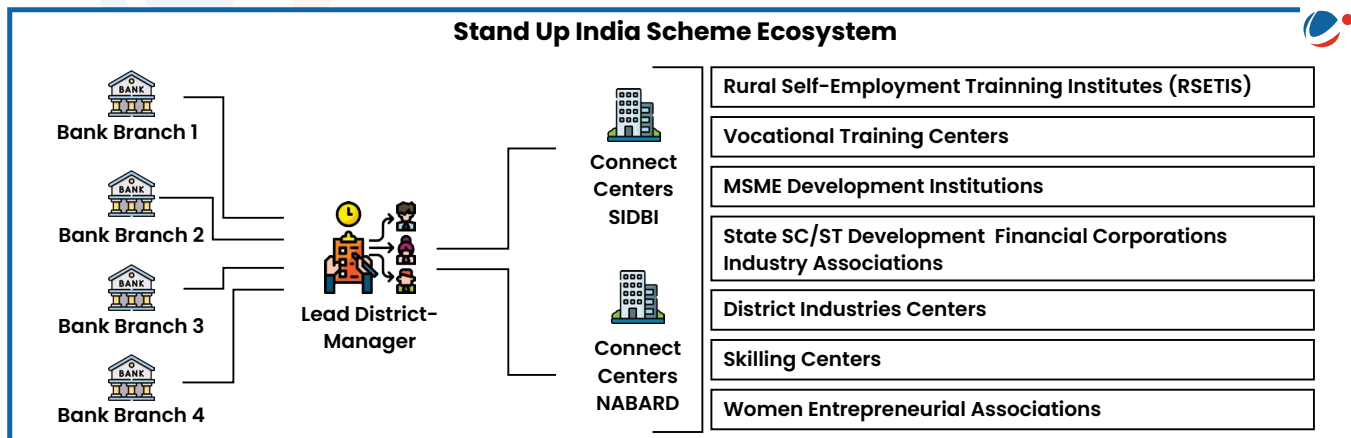 Stand Up India Scheme Ecosystem
BANK
Bank Branch 1
BANK
Bank Branch 2
BANK
Bank Branch 3
BANK
Bank Branch 4
Lead District-
Manager
Connect
Centers
SIDBI
Connect
Centers
NABARD
Rural Self-Employment Trainning Institutes (RSETIS)
Vocational Training Centers
MSME Development Institutions
State SC/ST Development Financial Corporations
Industry Associations
District Industries Centers
Skilling Centers
Women Entrepreneurial Associations